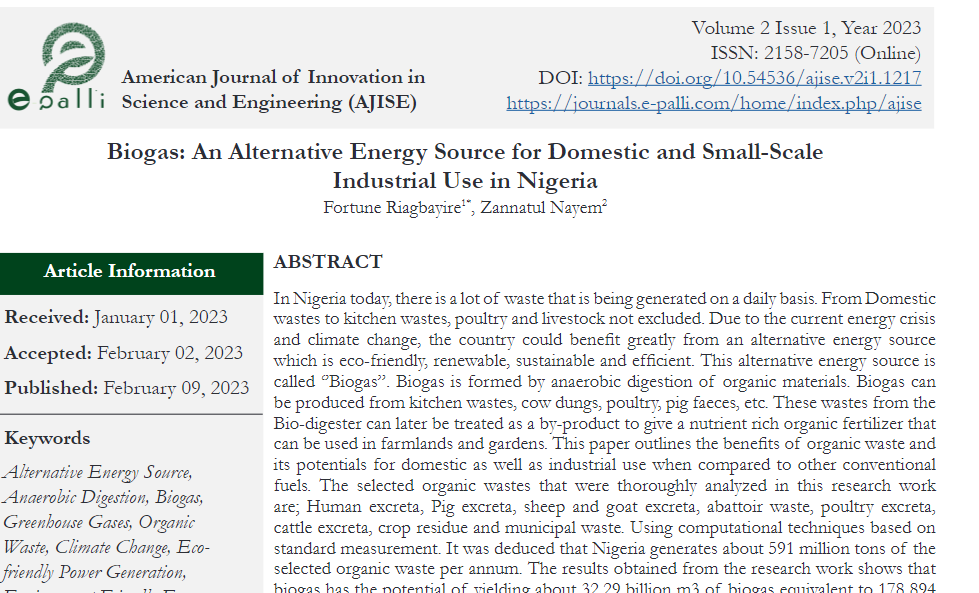 Volume 2 Issue 1, Year 2023
ISSN: 2158-7205 (Online)
DOI: https://doi.org/10.54536/ajise.v2i1.1217
https://journals.e-palli.com/home/index.php/ajise
e palli
American Journal of Innovation in
Science and Engineering (AJISE)
Biogas: An Alternative Energy Source for Domestic and Small-Scale
Industrial Use in Nigeria
Fortune Riagbayire1*, Zannatul Nayem2
Article Information
Received: January 01, 2023
Accepted: February 02, 2023
Published: February 09, 2023
Keywords
Alternative Energy Source,
Anaerobic Digestion, Biogas,
Greenhouse Gases, Organic
Waste, Climate Change, Eco-
friendly Power Generation,
ABSTRACT
In Nigeria today, there is a lot of waste that is being generated on a daily basis. From Domestic
wastes to kitchen wastes, poultry and livestock not excluded. Due to the current energy crisis
and climate change, the country could benefit greatly from an alternative energy source
which is eco-friendly, renewable, sustainable and efficient. This alternative energy source is
called ‘’Biogas’’. Biogas is formed by anaerobic digestion of organic materials. Biogas can
be produced from kitchen wastes, cow dungs, poultry, pig faeces, etc. These wastes from the
Bio-digester can later be treated as a by-product to give a nutrient rich organic fertilizer that
can be used in farmlands and gardens. This paper outlines the benefits of organic waste and
its potentials for domestic as well as industrial use when compared to other conventional
fuels. The selected organic wastes that were thoroughly analyzed in this research work
are; Human excreta, Pig excreta, sheep and goat excreta, abattoir waste, poultry excreta,
cattle excreta, crop residue and municipal waste. Using computational techniques based on
standard measurement. It was deduced that Nigeria generates about 591 million tons of the
selected organic waste per annum. The results obtained from the research work shows that
biogas has the potential of yielding about 32.29 billion m3 of biogas equivalent to 178,894